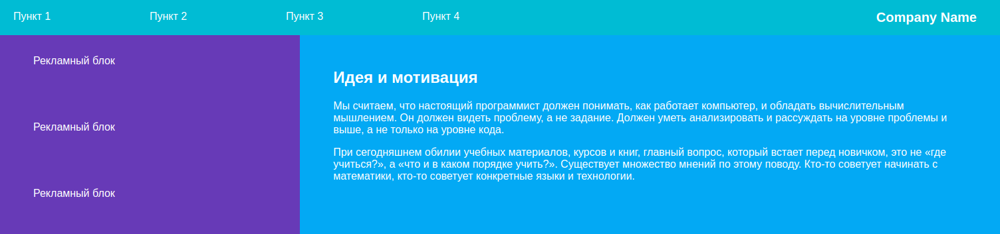 Пункт 1 Пункт 2 Пункт 3 Пункт 4 Company Name
Рекламный блок
Рекламный блок
Рекламный блок
Идея и мотивация
Мы считаем, что настоящий программист должен понимать, как работает компьютер, и обладать вычислительным
мышлением. Он должен видеть проблему, а не задание. Должен уметь анализировать и рассуждать на уровне проблемы и
выше, а не только на уровне кода.
При сегодняшнем обилии учебных материалов, курсов и книг, главный вопрос, который встает перед новичком, это не «где
учиться?», а «что и в каком порядке учить?». Существует множество мнений по этому поводу. Кто-то советует начинать с
математики, кто-то советует конкретные языки и технологии.